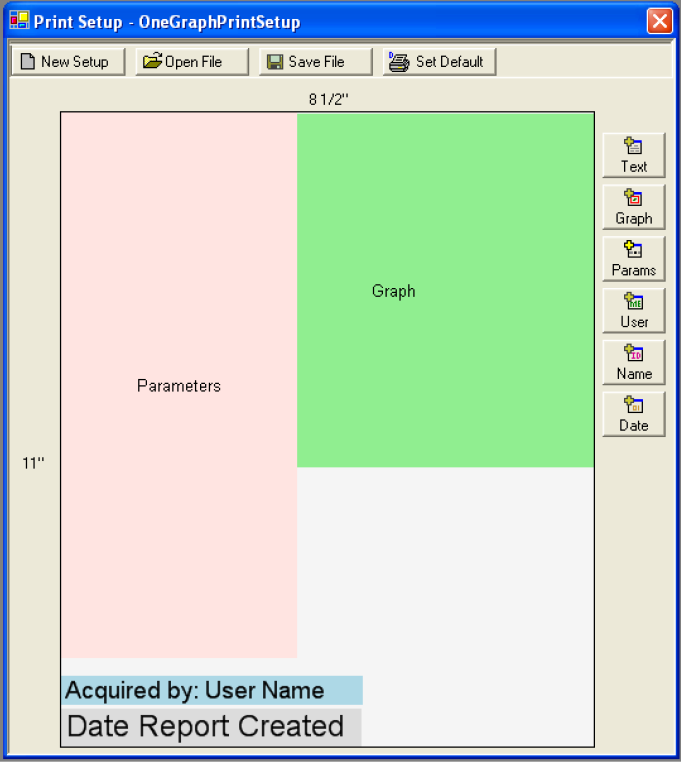 Print Setup - OneGraphPrintSetup
New Setup Open File Save File Set Default
8 1/2"
Text
Graph
Graph
Params
User
Parameters
Name
Date
11"
Acquired by: User Name
Date Report Created